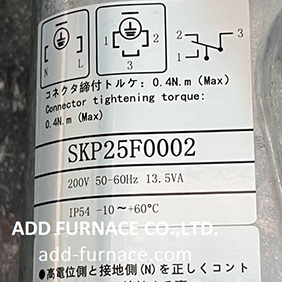 N L
1 2 3
2 1 3
コネクタ締付トルケ：0.4N.m (Max)
Connector tightening torque:
0.4N.m (Max)
SKP25F0002
200V 50-60Hz 13.5VA
IP54 -10～+60℃
ADD FURNACE CO.,LTD.
add-furnace.com
●高電位側と接地側(N)を正しくコント